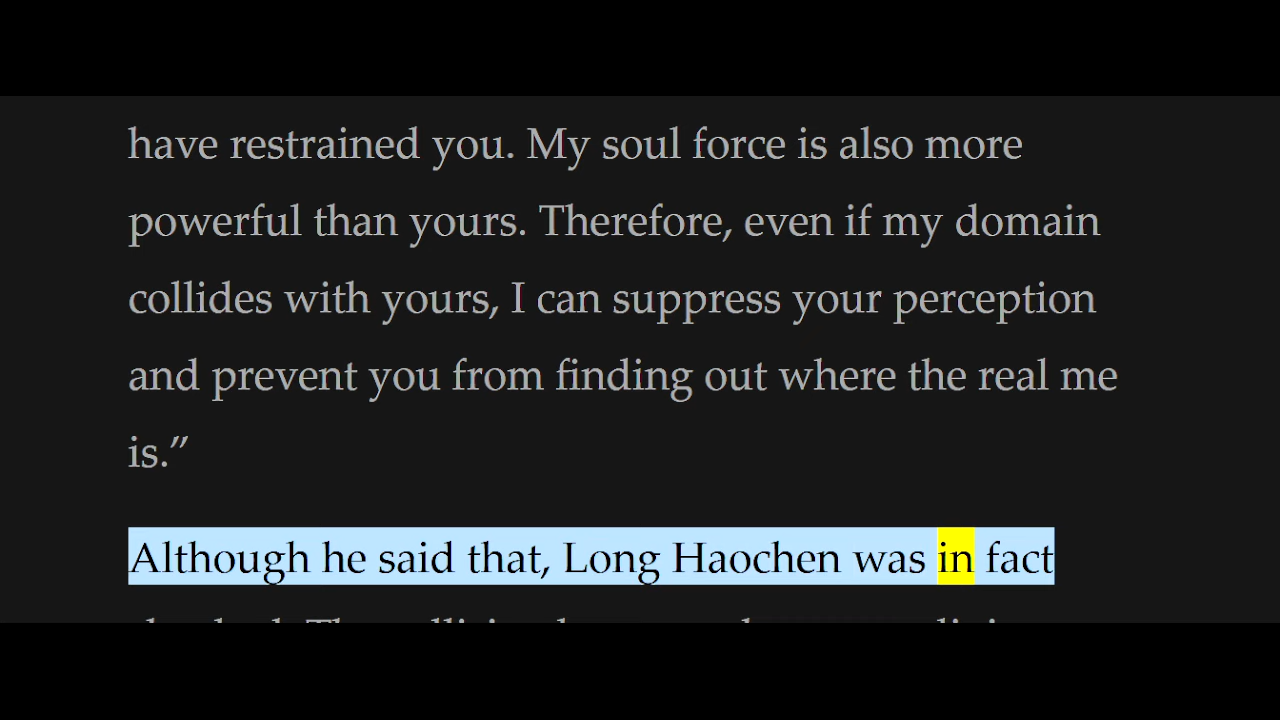 have restrained you. My soul force is also more
powerful than yours. Therefore, even if my domain
collides with yours, I can suppress your perception
and prevent you from finding out where the real me
is.”
Although he said that, Long Haochen was in fact